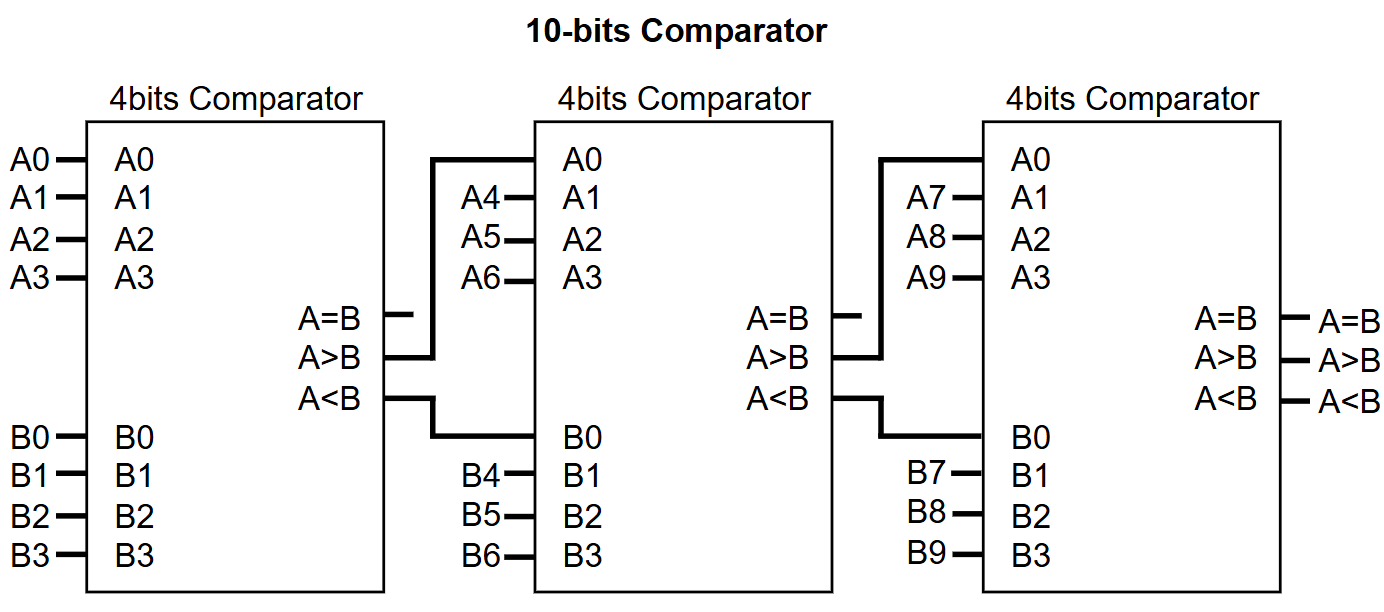 10-bits Comparator
4bits Comparator 4bits Comparator 4bits Comparator
A0 A0 A0 A0
A1 A1 A4 A1 A7 A1
A2 A2 A5 A2 A8 A2
A3 A3 A6 A3 A9 A3
A=B A=B A=B A=B
A>B A>B A>B A>B
A<B A<B A<B A<B
B0 B0 B0 B0
B1 B1 B4 B1 B7 B1
B2 B2 B5 B2 B8 B2
B3 B3 B6 B3 B9 B3